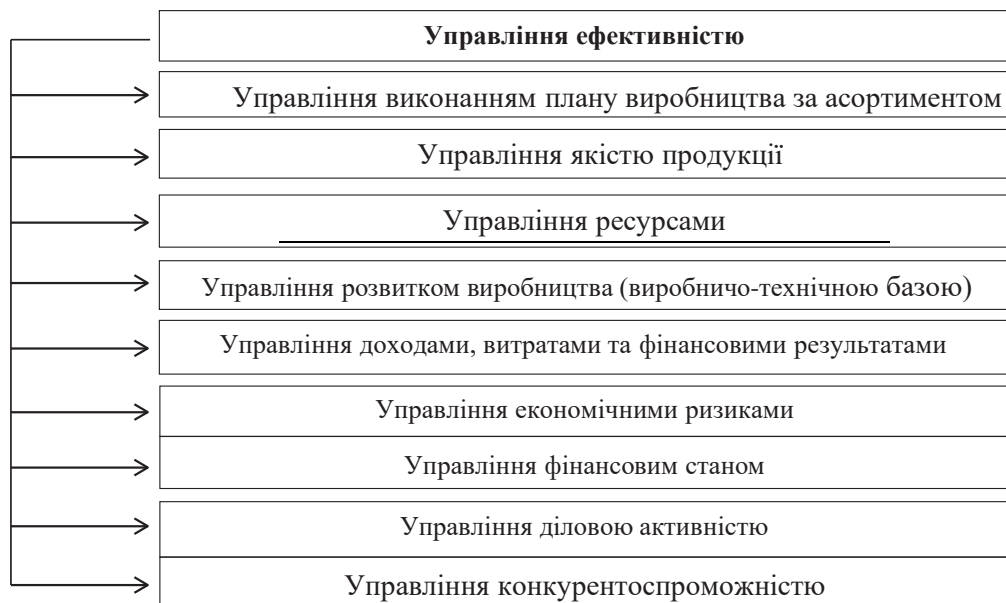 Управління ефективністю
Управління виконанням плану виробництва за асортиментом
Управління якістю продукції
Управління ресурсами
Управління розвитком виробництва (виробничо-технічною базою)
Управління доходами, витратами та фінансовими результатами
Управління економічними ризиками
Управління фінансовим станом
Управління діловою активністю
Управління конкурентоспроможністю